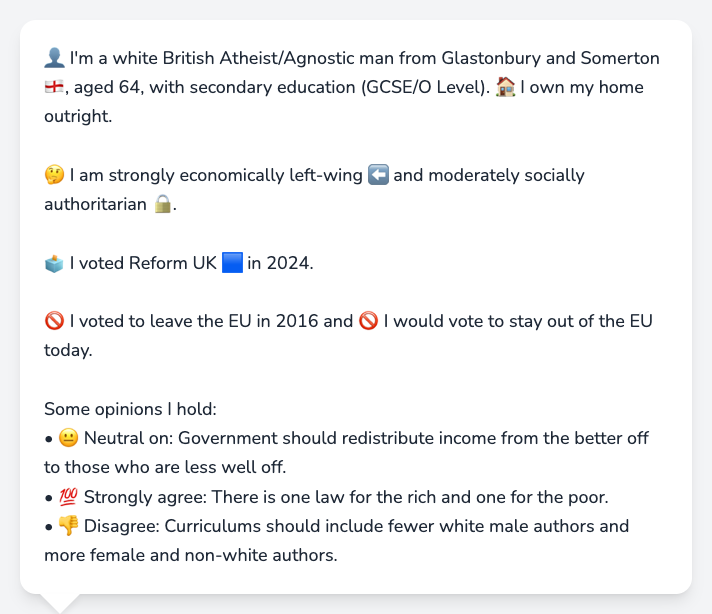 👤 I'm a white British Atheist/Agnostic man from Glastonbury and Somerton
🏴󠁧󠁢󠁥󠁮󠁧󠁿, aged 64, with secondary education (GCSE/O Level). 🏠 I own my home
outright.
🤔 I am strongly economically left-wing ⬅️ and moderately socially
authoritarian 🔒.
🗳️ I voted Reform UK 🟦 in 2024.
🚫 I voted to leave the EU in 2016 and 🚫 I would vote to stay out of the EU
today.
Some opinions I hold:
• 😐 Neutral on: Government should redistribute income from the better off
to those who are less well off.
• 💯 Strongly agree: There is one law for the rich and one for the poor.
• 👎 Disagree: Curriculums should include fewer white male authors and
more female and non-white authors.